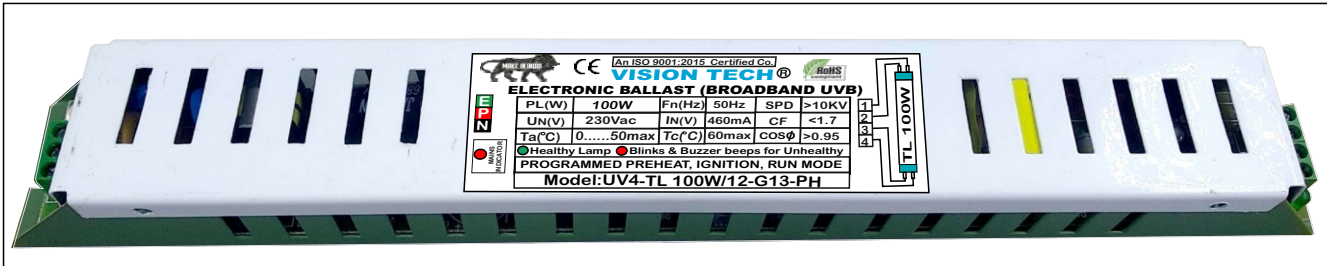 MAKE IN INDIA
CE
An ISO 9001:2015 Certified Co.
VISION TECH®
RoHS
compliant
ELECTRONIC BALLAST (BROADBAND UVB)
E
P
N
MAINS
INDICATOR
PL(W) 100W Fn(Hz) 50Hz SPD >10KV
UN(V) 230Vac IN(V) 460mA CF <1.7
Ta(°C) 0......50max Tc(°C) 60max COSϕ >0.95
Healthy Lamp Blinks & Buzzer beeps for Unhealthy
PROGRAMMED PREHEAT, IGNITION, RUN MODE
Model:UV4-TL 100W/12-G13-PH
1
2
3
4
TL 100W